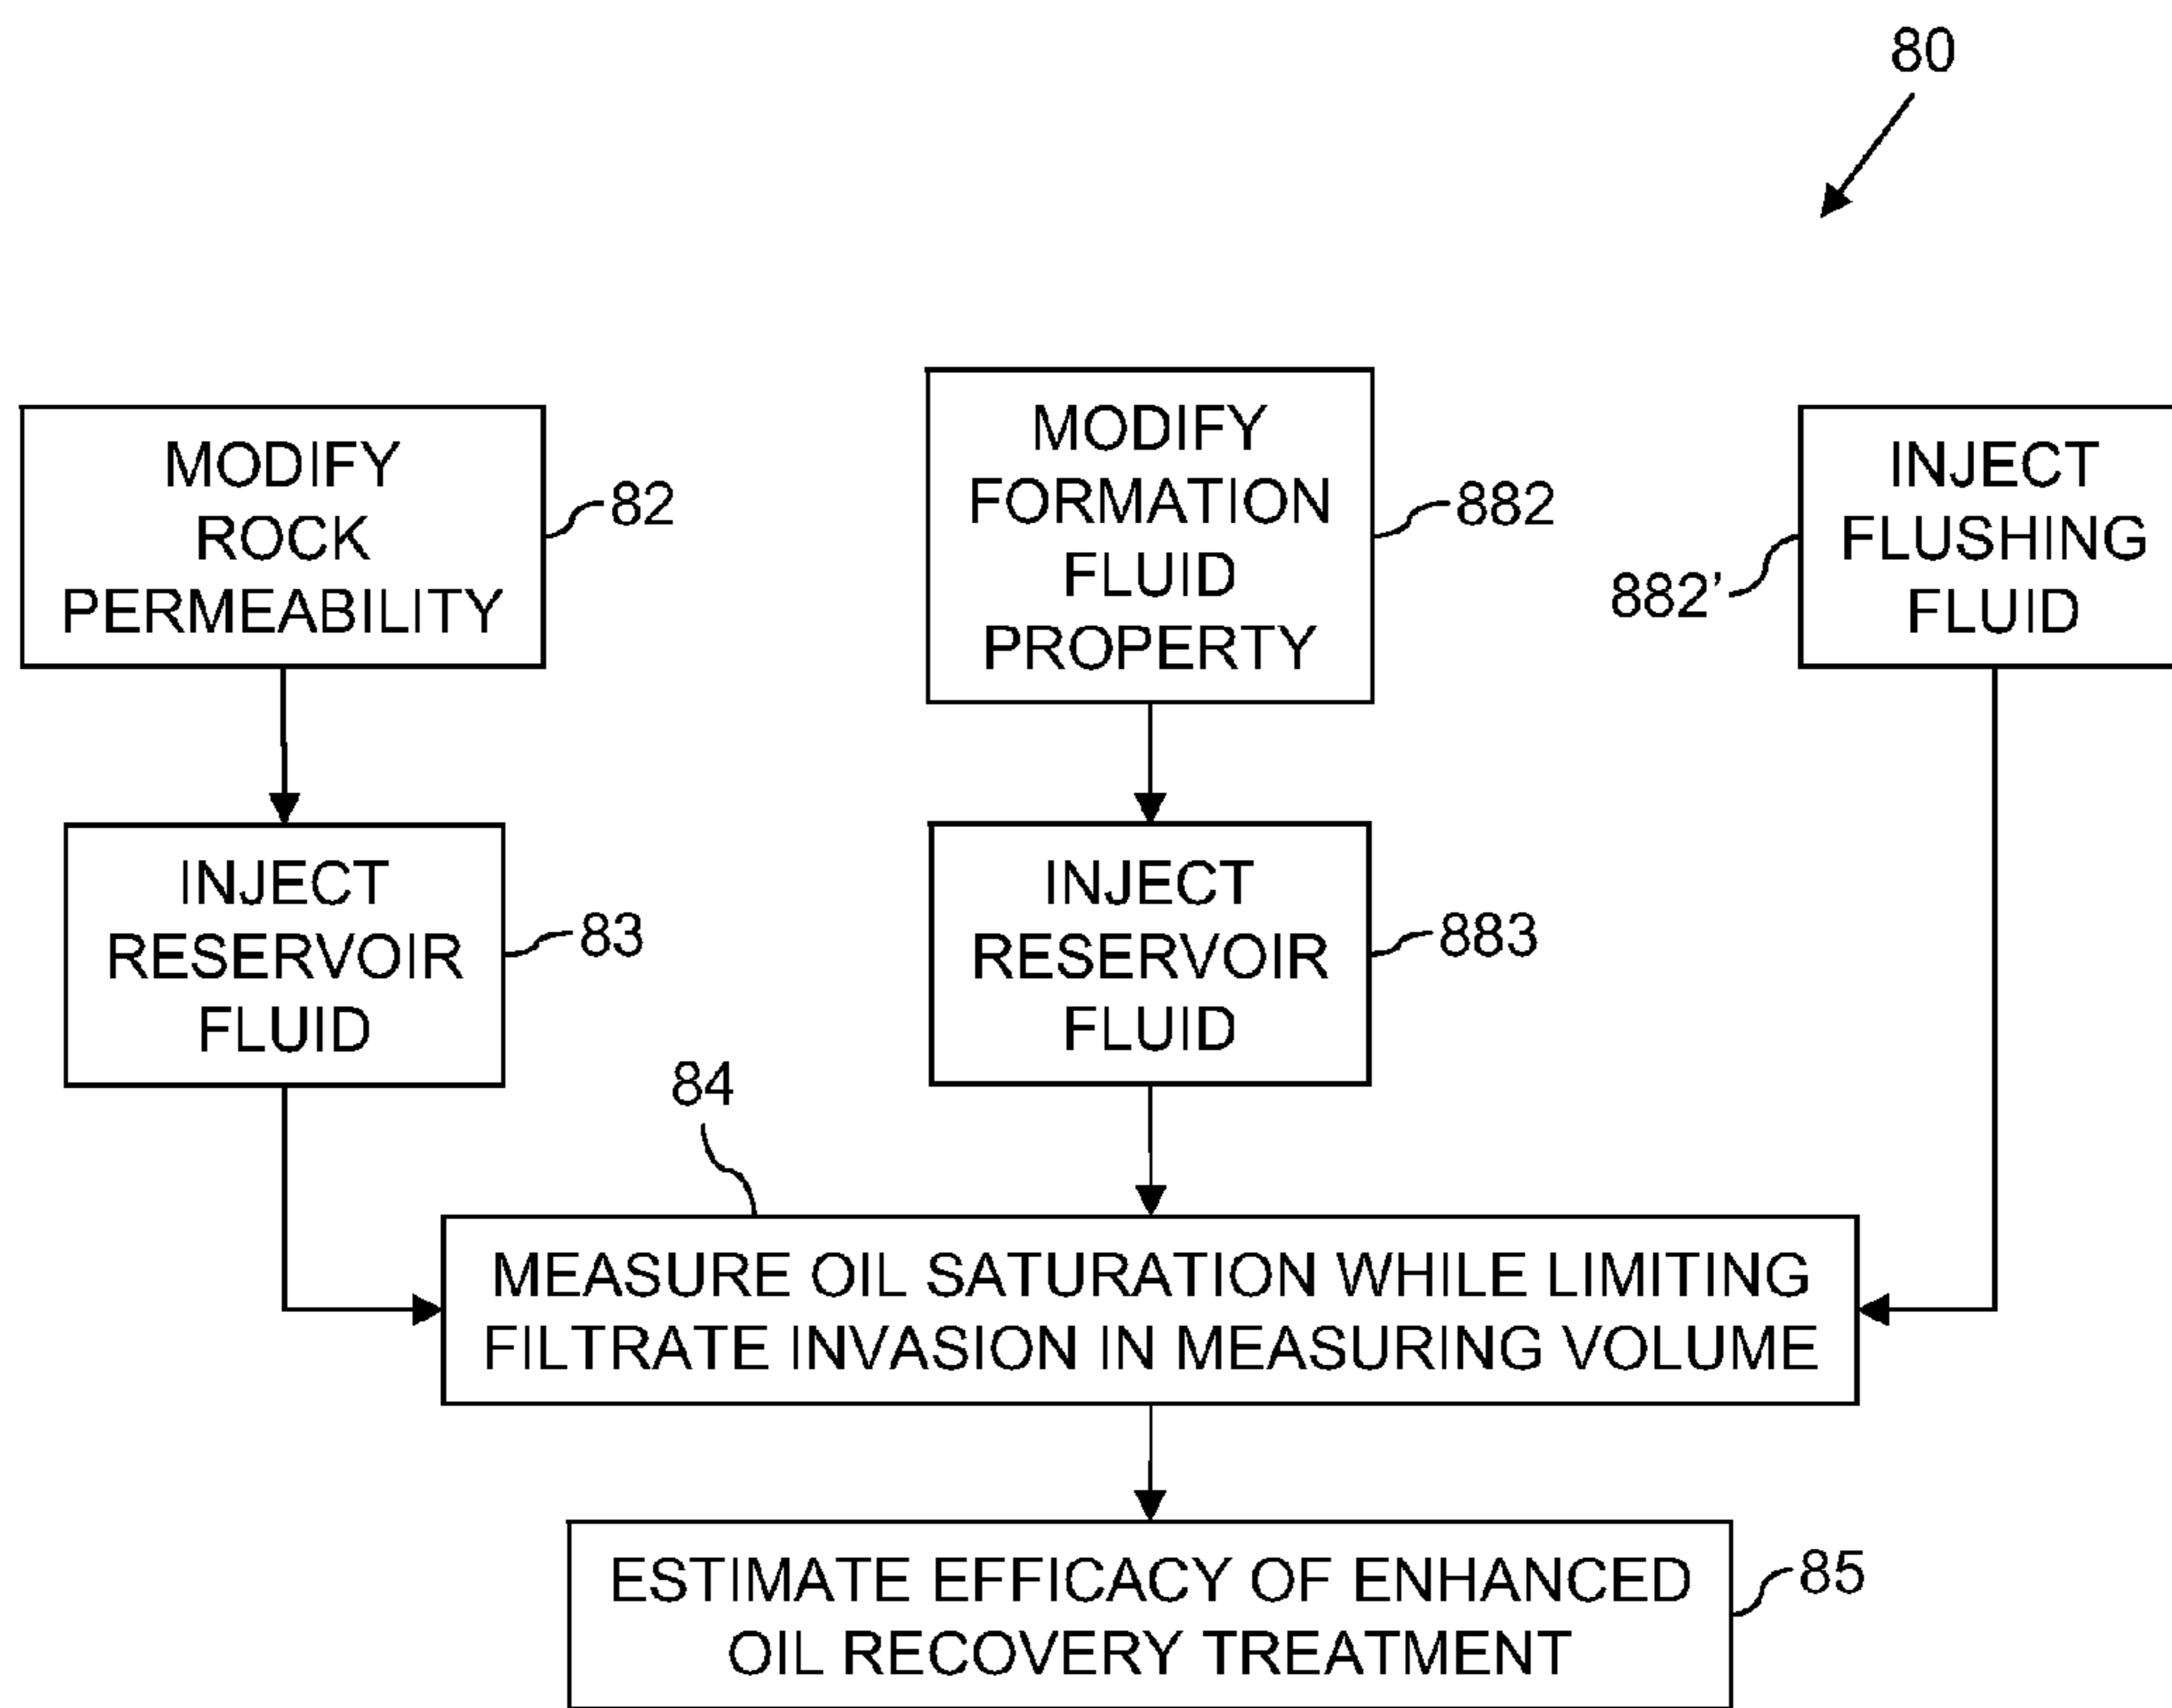 80
MODIFY
ROCK
PERMEABILITY
82
MODIFY
FORMATION
FLUID
PROPERTY
882
INJECT
FLUSHING
FLUID
882’
INJECT
RESERVOIR
FLUID
83
INJECT
RESERVOIR
FLUID
883
84
MEASURE OIL SATURATION WHILE LIMITING
FILTRATE INVASION IN MEASURING VOLUME
ESTIMATE EFFICACY OF ENHANCED
OIL RECOVERY TREATMENT
85